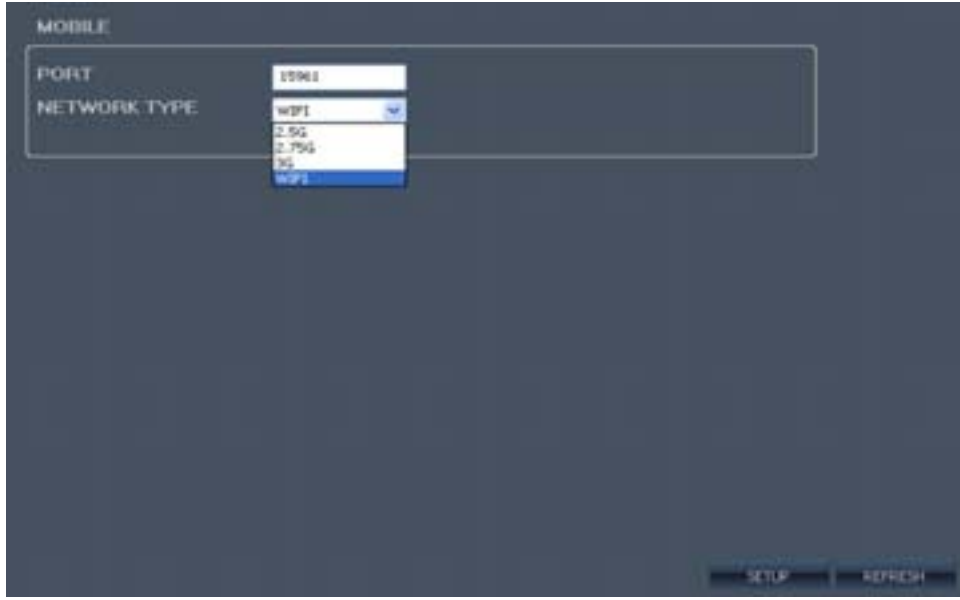 MOBILE
PORT 15961
NETWORK TYPE WIFI
2.5G
2.75G
3G
WIFI
SETUP REFRESH